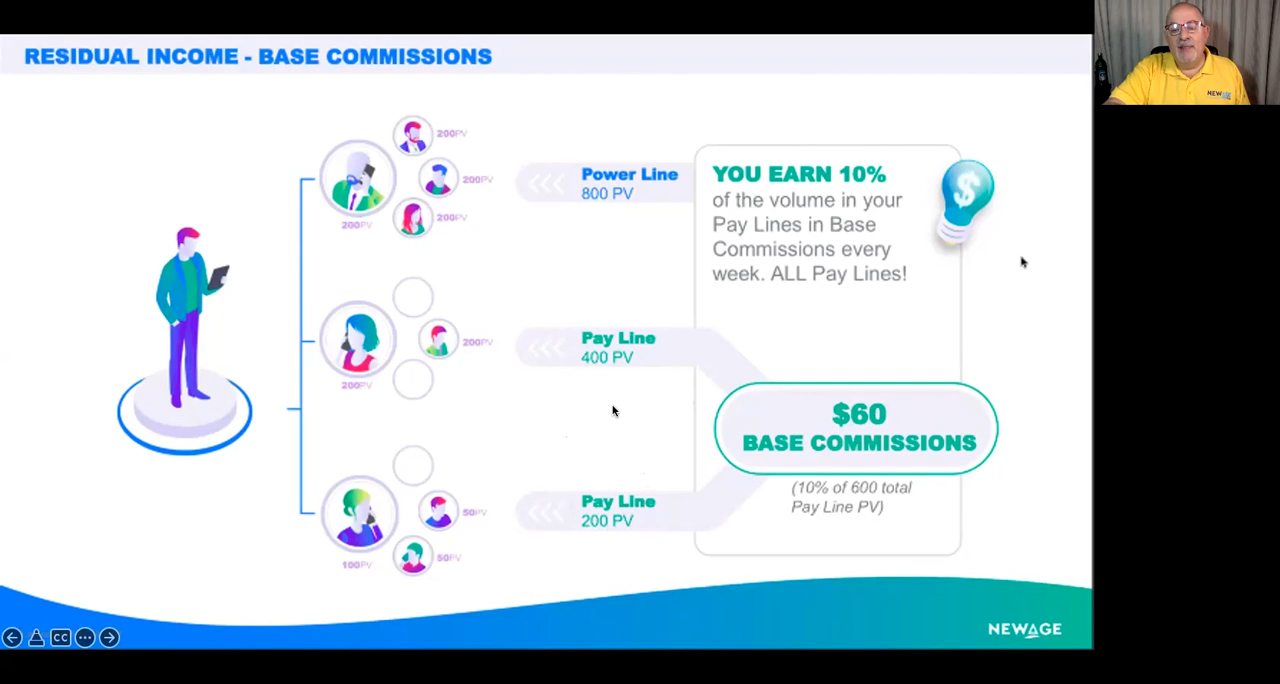 RESIDUAL INCOME - BASE COMMISSIONS
200PV
200PV
200PV
200PV
Power Line
800 PV
YOU EARN 10%
of the volume in your
Pay Lines in Base
Commissions every
week. ALL Pay Lines!
$
200PV
200PV
Pay Line
400 PV
$60
BASE COMMISSIONS
(10% of 600 total
Pay Line PV)
50PV
50PV
100PV
Pay Line
200 PV
NEWAGE
CC
NEWAGE